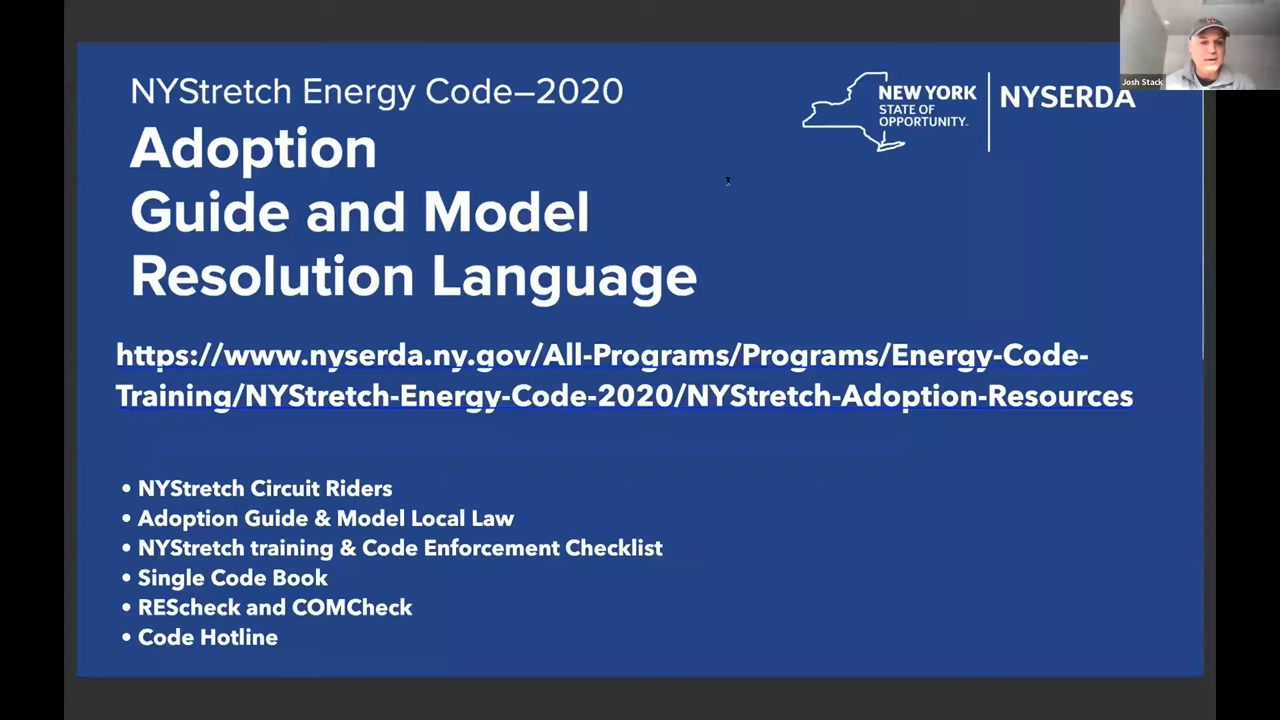 Josh Stack
NYStretch Energy Code–2020
Adoption
Guide and Model
Resolution Language
NEW YORK
STATE OF
OPPORTUNITY.
NYSERDA
https://www.nyserda.ny.gov/All-Programs/Programs/Energy-Code-
Training/NYStretch-Energy-Code-2020/NYStretch-Adoption-Resources
• NYStretch Circuit Riders
• Adoption Guide & Model Local Law
• NYStretch training & Code Enforcement Checklist
• Single Code Book
• REScheck and COMCheck
• Code Hotline